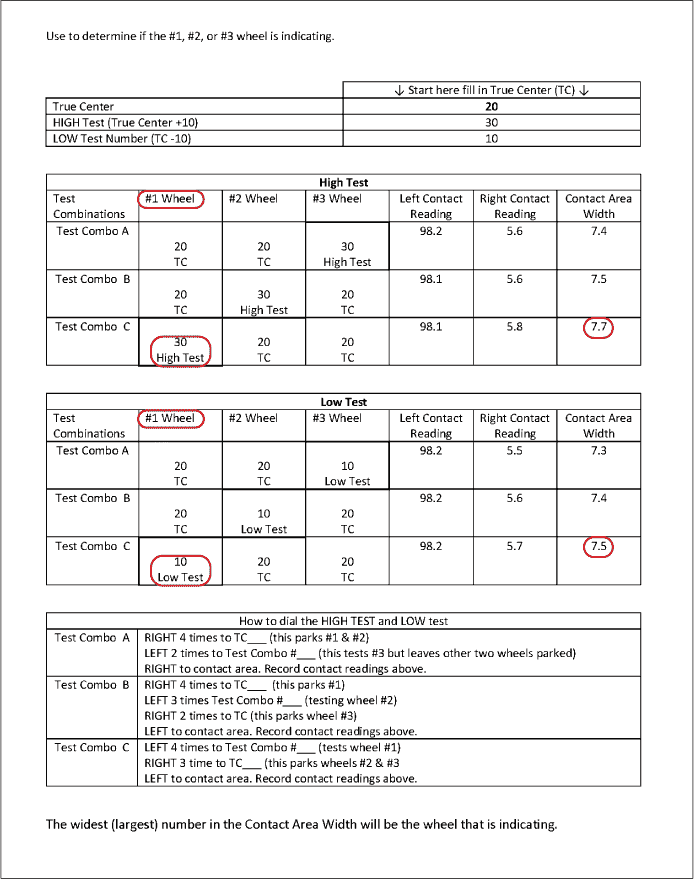 Use to determine if the #1, #2, or #3 wheel is indicating.
↓ Start here fill in True Center (TC) ↓
True Center 20
HIGH Test (True Center +10) 30
LOW Test Number (TC -10) 10
High Test
Test Combinations #1 Wheel #2 Wheel #3 Wheel Left Contact Reading Right Contact Reading Contact Area Width
Test Combo A 98.2 5.6 7.4
20 20 30
TC TC High Test
Test Combo B 98.1 5.6 7.5
20 30 20
TC High Test TC
Test Combo C 98.1 5.8 7.7
30 20 20
High Test TC TC
Low Test
Test Combinations #1 Wheel #2 Wheel #3 Wheel Left Contact Reading Right Contact Reading Contact Area Width
Test Combo A 98.2 5.5 7.3
20 20 10
TC TC Low Test
Test Combo B 98.2 5.6 7.4
20 10 20
TC Low Test TC
Test Combo C 98.2 5.7 7.5
10 20 20
Low Test TC TC
How to dial the HIGH TEST and LOW test
Test Combo A RIGHT 4 times to TC___ (this parks #1 & #2)
LEFT 2 times to Test Combo #___ (this tests #3 but leaves other two wheels parked)
RIGHT to contact area. Record contact readings above.
Test Combo B RIGHT 4 times to TC___ (this parks #1)
LEFT 3 times Test Combo #___ (testing wheel #2)
RIGHT 2 times to TC (this parks wheel #3)
LEFT to contact area. Record contact readings above.
Test Combo C LEFT 4 times to Test Combo #___ (tests wheel #1)
RIGHT 3 time to TC___ (this parks wheels #2 & #3
LEFT to contact area. Record contact readings above.
The widest (largest) number in the Contact Area Width will be the wheel that is indicating.